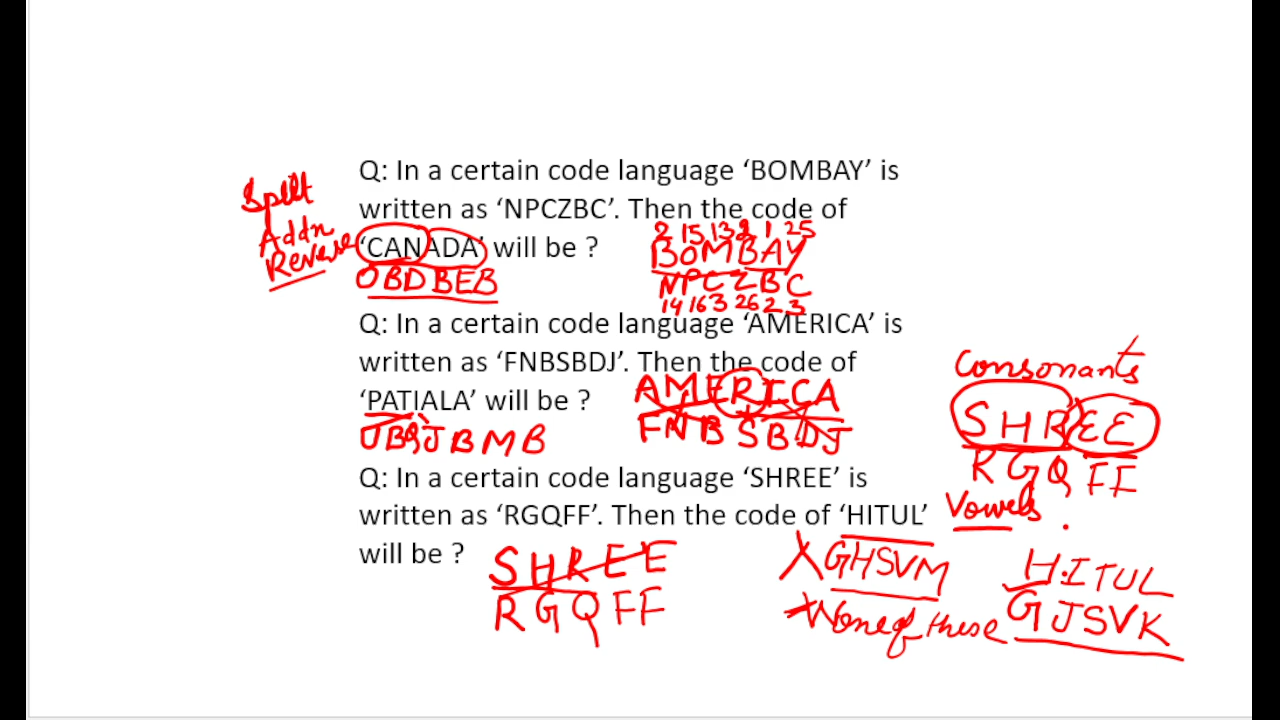 Q: In a certain code language ‘BOMBAY’ is
Split
written as ‘NPCZBC’. Then the code of
Addn
Reverse
‘CANADA’ will be ?
2 15 13 2 1 25
BOMBAY
OBDBEB
NPCZBC
14 16 3 26 2 3
Q: In a certain code language ‘AMERICA’ is
written as ‘FNBSBDJ’. Then the code of
‘PATIALA’ will be ?
AMERICA
FNBSBDJ
JBMB
Consonants
SHREE
RGQFF
Vowels
Q: In a certain code language ‘SHREE’ is
written as ‘RGQFF’. Then the code of ‘HITUL’
will be ?
SHREE
RGQFF
X GHSVM
None of these
HITUL
GJSVK